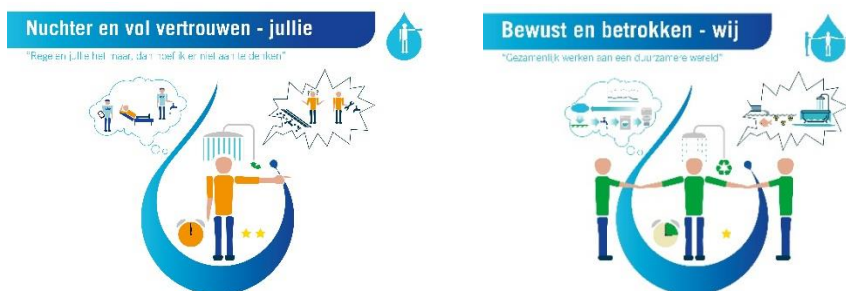 Nuchter en vol vertrouwen - jullie
"Regelen jullie het maar, dan hoef ik er niet aan te denken"
Bewust en betrokken - wij
"Gezamenlijk werken aan een duurzamere wereld"